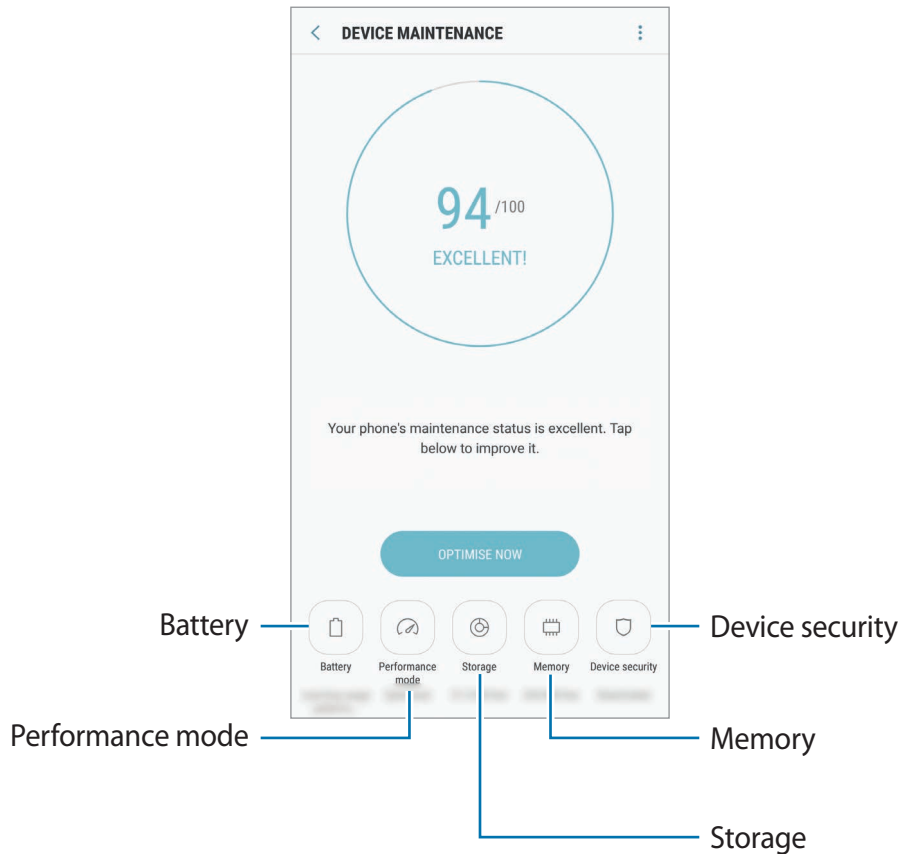 DEVICE MAINTENANCE
94 /100
EXCELLENT!
Your phone's maintenance status is excellent. Tap
below to improve it.
OPTIMISE NOW
Battery
Device security
Battery
Performance
mode
Storage
Memory
Device security
Performance mode
Memory
Storage